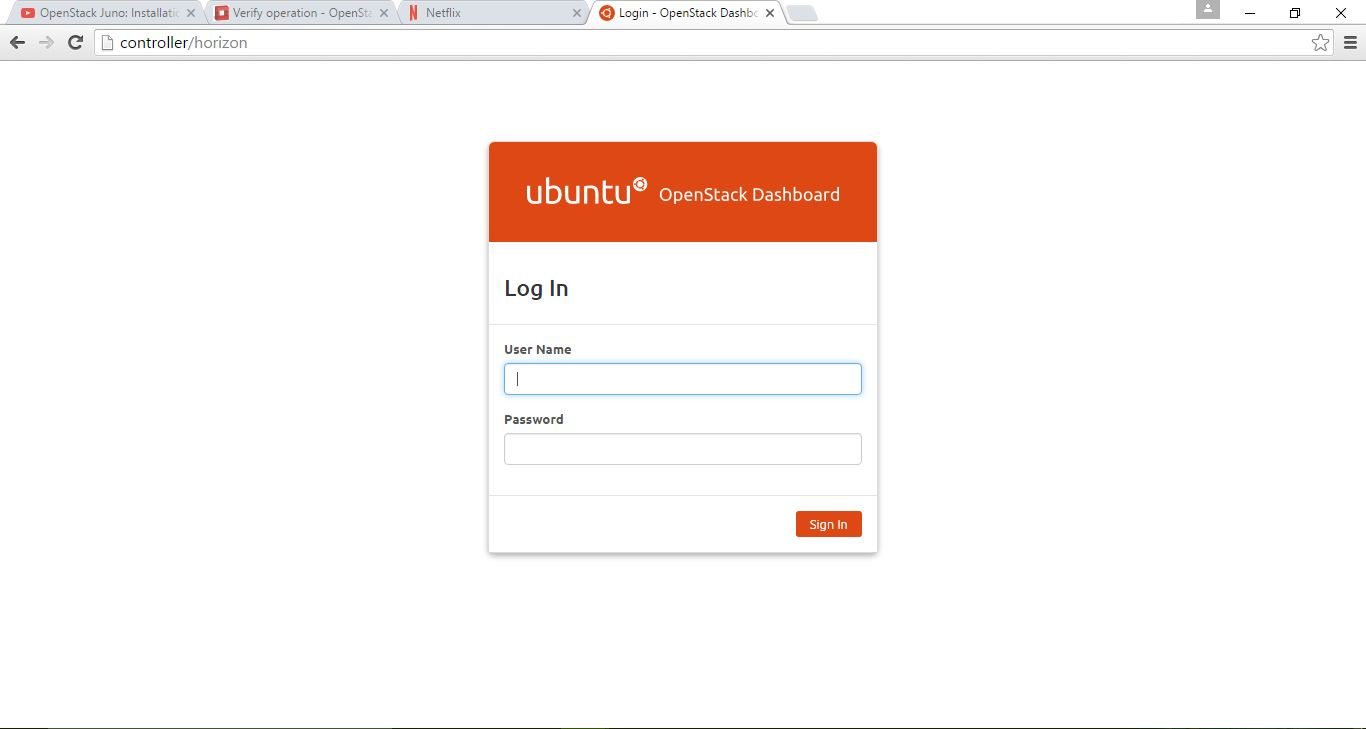 OpenStack Juno: Installatio
Verify operation - OpenSta
Netflix
Login - OpenStack Dashbo
controller/horizon
ubuntu OpenStack Dashboard
Log In
User Name
Password
Sign In